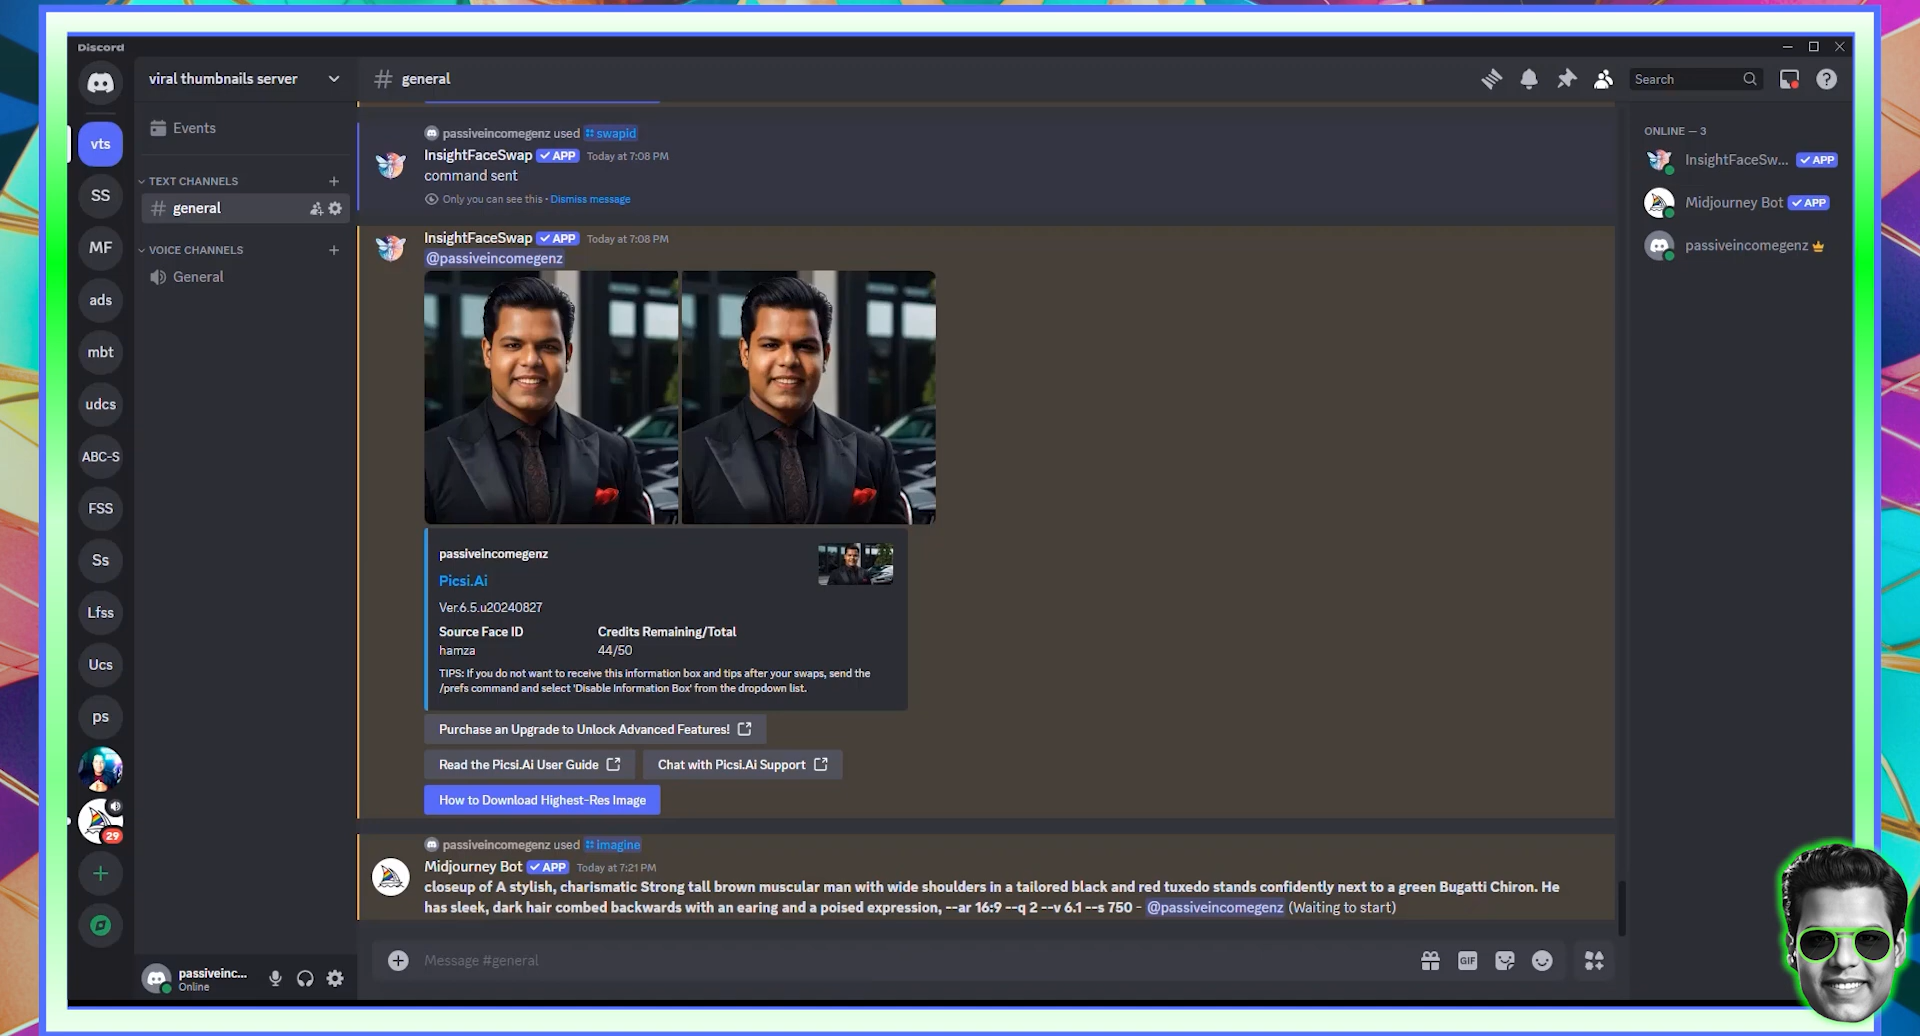 Discord
viral thumbnails server
general
Search
Events
vts
TEXT CHANNELS
SS
general
MF
VOICE CHANNELS
General
ads
mbt
udcs
ABC-S
FSS
Ss
Lfss
Ucs
ps
29
passiveinc...
Online
passiveincomegenz used swapid
InsightFaceSwap APP Today at 7:08 PM
command sent
Only you can see this • Dismiss message
InsightFaceSwap APP Today at 7:08 PM
@passiveincomegenz
passiveincomegenz
Picsi.Ai
Ver.6.5.u20240827
Source Face ID Credits Remaining/Total
hamza 44/50
TIPS: If you do not want to receive this information box and tips after your swaps, send the
/prefs command and select 'Disable Information Box' from the dropdown list.
Purchase an Upgrade to Unlock Advanced Features!
Read the Picsi.Ai User Guide Chat with Picsi.Ai Support
How to Download Highest-Res Image
passiveincomegenz used imagine
Midjourney Bot APP Today at 7:21 PM
closeup of A stylish, charismatic Strong tall brown muscular man with wide shoulders in a tailored black and red tuxedo stands confidently next to a green Bugatti Chiron. He
has sleek, dark hair combed backwards with an earing and a poised expression, --ar 16:9 --q 2 --v 6.1 --s 750 - @passiveincomegenz (Waiting to start)
Message #general
GIF
ONLINE — 3
InsightFaceSw... APP
Midjourney Bot APP
passiveincomegenz